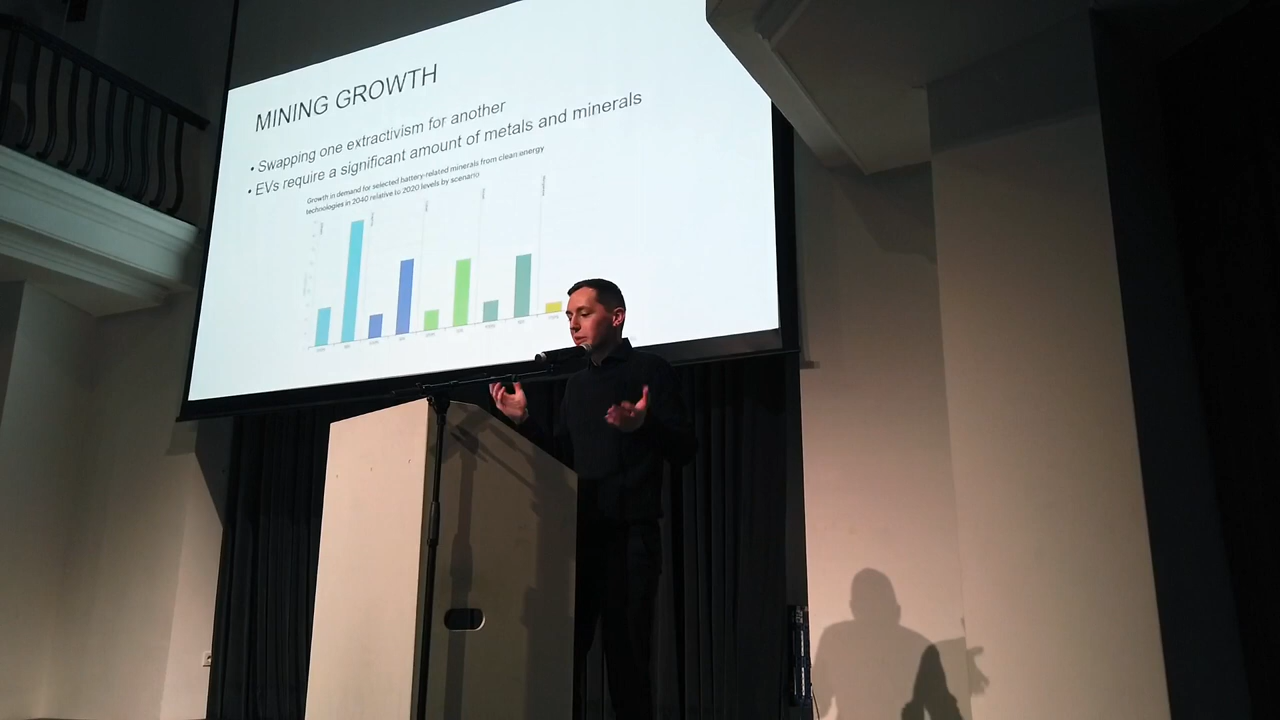 MINING GROWTH
• Swapping one extractivism for another
• EVs require a significant amount of metals and minerals
Growth in demand for selected battery-related minerals from clean energy
technologies in 2040 relative to 2020 levels by scenario